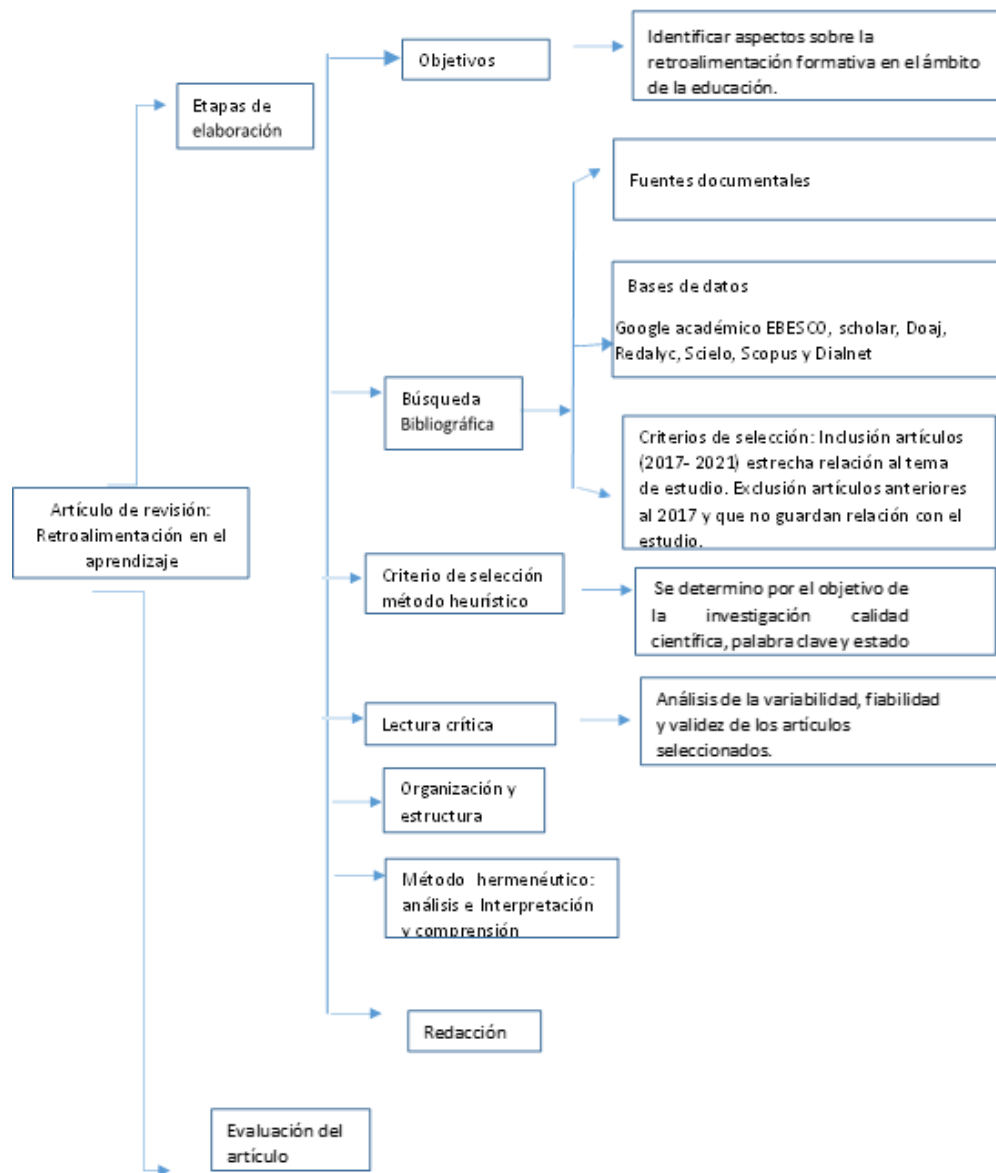 Objetivos
Identificar aspectos sobre la
retroalimentación formativa en el ámbito
de la educación.
Etapas de
elaboración
Fuentes documentales
Bases de datos
Google académico EBESCO, scholar, Doaj,
Redalyc, Scielo, Scopus y Dialnet
Búsqueda
Bibliográfica
Criterios de selección: Inclusión artículos
(2017- 2021) estrecha relación al tema
de estudio. Exclusión artículos anteriores
al 2017 y que no guardan relación con el
estudio.
Artículo de revisión:
Retroalimentación en el
aprendizaje
Criterio de selección
método heurístico
Se determino por el objetivo de
la investigación calidad
científica, palabra clave y estado
Lectura crítica
Análisis de la variabilidad, fiabilidad
y validez de los artículos
seleccionados.
Organización y
estructura
Método hermenéutico:
análisis e Interpretación
y comprensión
Redacción
Evaluación del
artículo